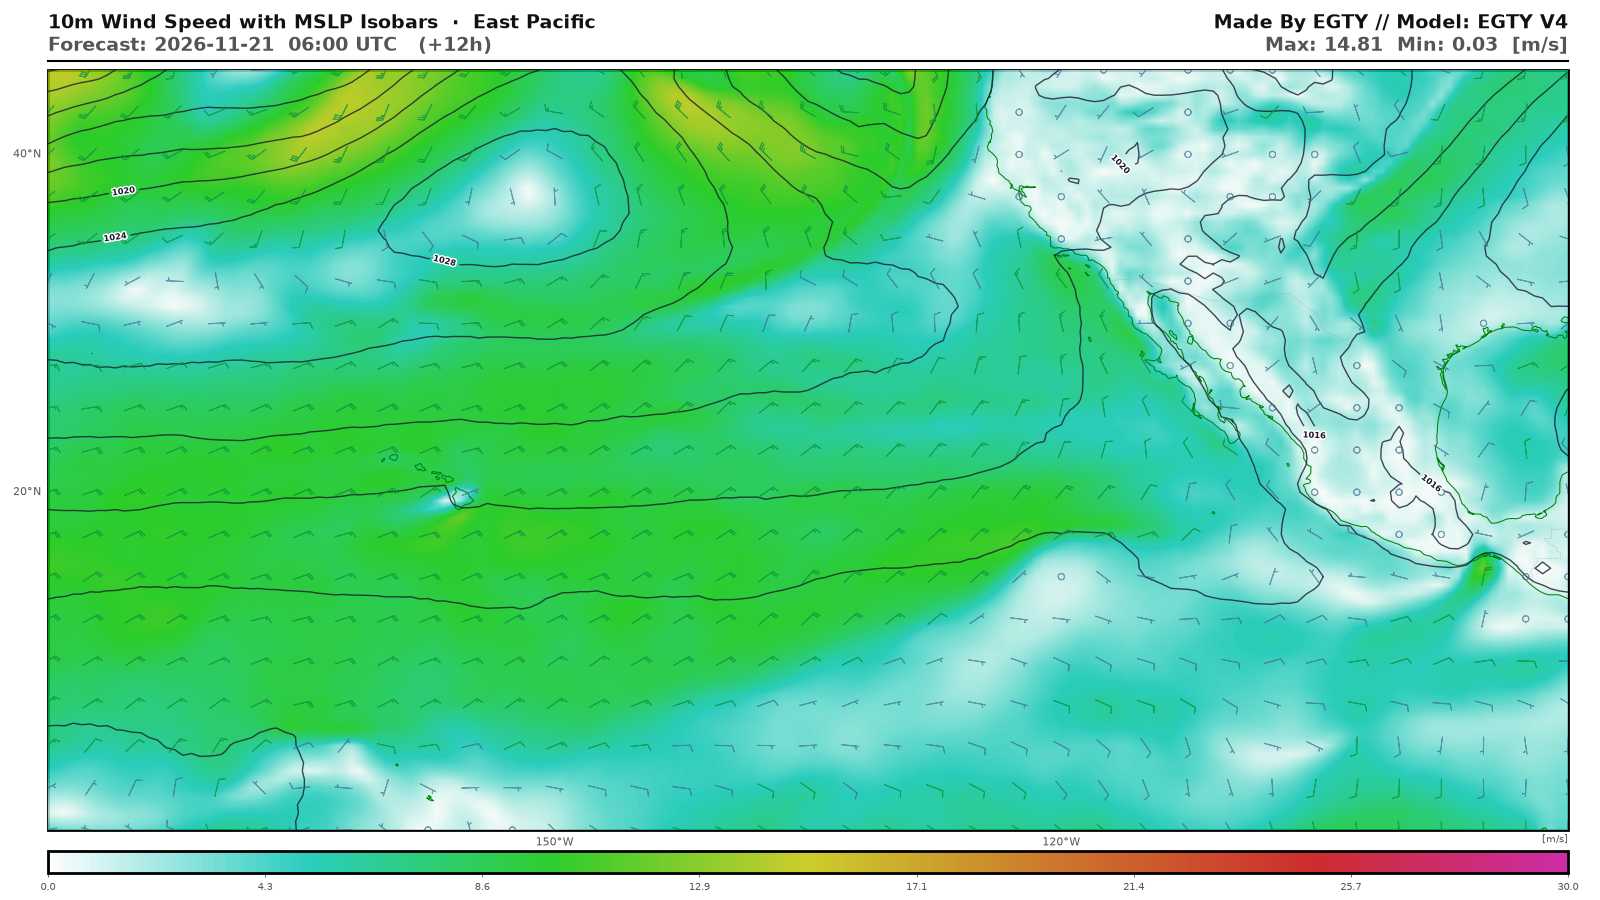 10m Wind Speed with MSLP Isobars · East Pacific
Made By EGTY // Model: EGTY V4
Forecast: 2026-11-21 06:00 UTC (+12h)
Max: 14.81 Min: 0.03 [m/s]
40°N
1020
1020
1024
1028
1016
1016
20°N
150°W
120°W
[m/s]
0.0
4.3
8.6
12.9
17.1
21.4
25.7
30.0